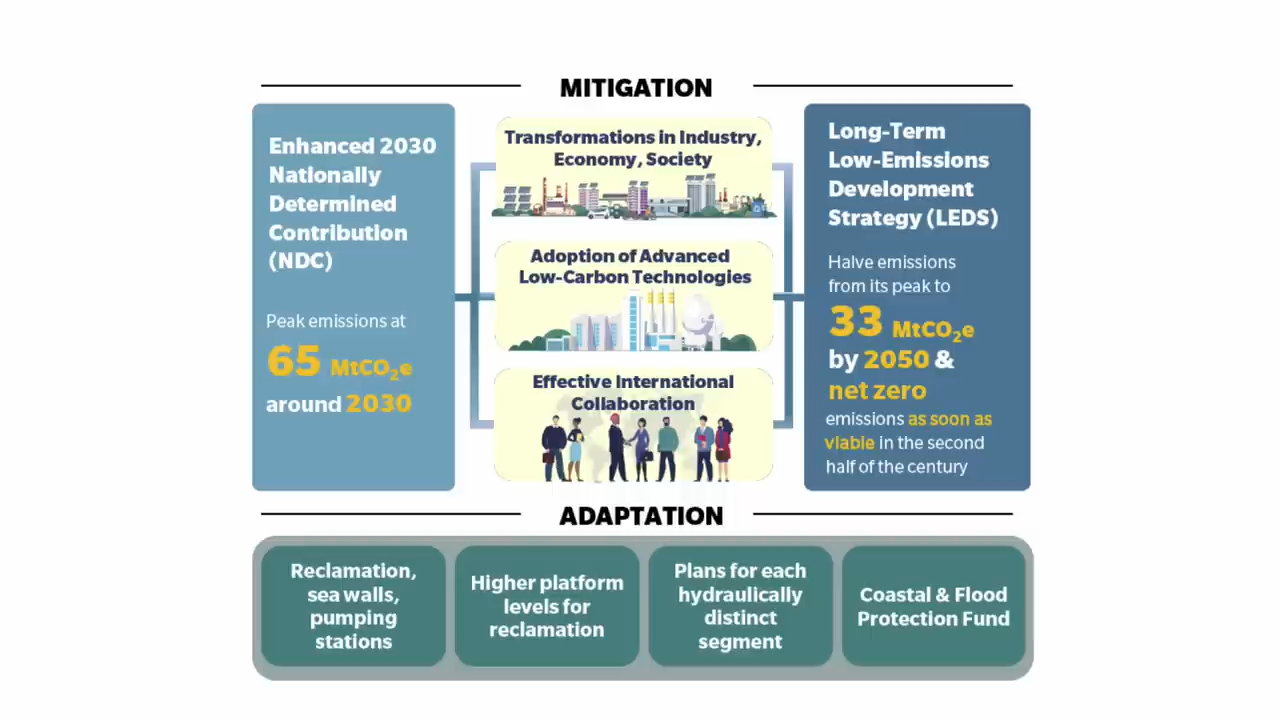 MITIGATION
Enhanced 2030
Nationally
Determined
Contribution
(NDC)
Peak emissions at
65 MtCO₂e
around 2030
Transformations in Industry,
Economy, Society
Adoption of Advanced
Low-Carbon Technologies
Effective International
Collaboration
Long-Term
Low-Emissions
Development
Strategy (LEDS)
Halve emissions
from its peak to
33 MtCO₂e
by 2050 &
net zero
emissions as soon as
viable in the second
half of the century
ADAPTATION
Reclamation,
sea walls,
pumping
stations
Higher platform
levels for
reclamation
Plans for each
hydraulically
distinct
segment
Coastal & Flood
Protection Fund